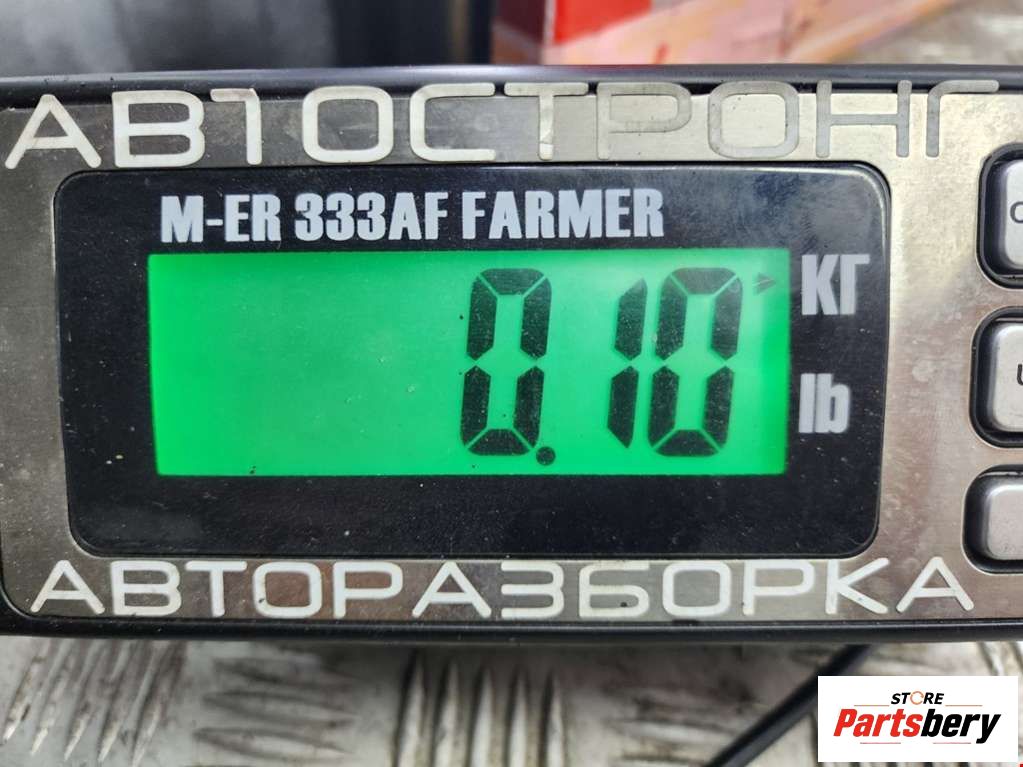 АВТОСТРОНГ
M-ER 333AF FARMER
0.10
КГ
lb
АВТОРАЗБОРКА
STORE
Partsbery